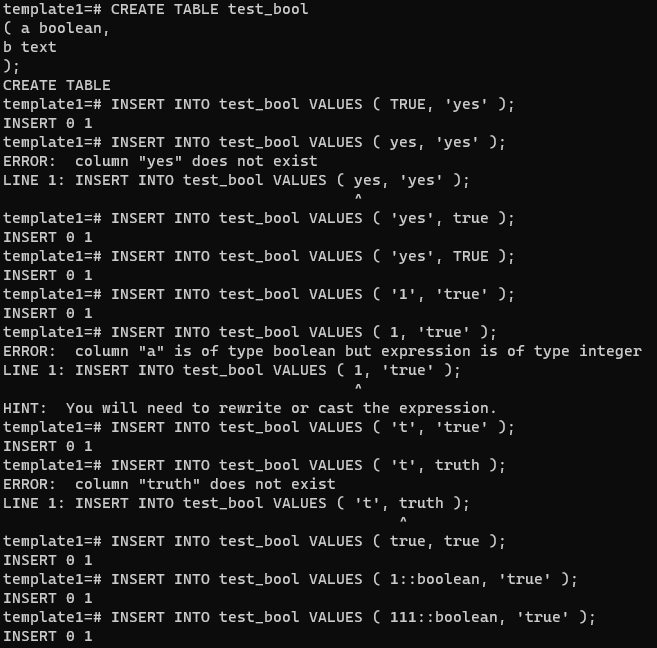 template1=# CREATE TABLE test_bool
( a boolean,
b text
);
CREATE TABLE
template1=# INSERT INTO test_bool VALUES ( TRUE, 'yes' );
INSERT 0 1
template1=# INSERT INTO test_bool VALUES ( yes, 'yes' );
ERROR:  column "yes" does not exist
LINE 1: INSERT INTO test_bool VALUES ( yes, 'yes' );
                                       ^
template1=# INSERT INTO test_bool VALUES ( 'yes', true );
INSERT 0 1
template1=# INSERT INTO test_bool VALUES ( 'yes', TRUE );
INSERT 0 1
template1=# INSERT INTO test_bool VALUES ( '1', 'true' );
INSERT 0 1
template1=# INSERT INTO test_bool VALUES ( 1, 'true' );
ERROR:  column "a" is of type boolean but expression is of type integer
LINE 1: INSERT INTO test_bool VALUES ( 1, 'true' );
                                       ^
HINT:  You will need to rewrite or cast the expression.
template1=# INSERT INTO test_bool VALUES ( 't', 'true' );
INSERT 0 1
template1=# INSERT INTO test_bool VALUES ( 't', truth );
ERROR:  column "truth" does not exist
LINE 1: INSERT INTO test_bool VALUES ( 't', truth );
                                            ^
template1=# INSERT INTO test_bool VALUES ( true, true );
INSERT 0 1
template1=# INSERT INTO test_bool VALUES ( 1::boolean, 'true' );
INSERT 0 1
template1=# INSERT INTO test_bool VALUES ( 111::boolean, 'true' );
INSERT 0 1